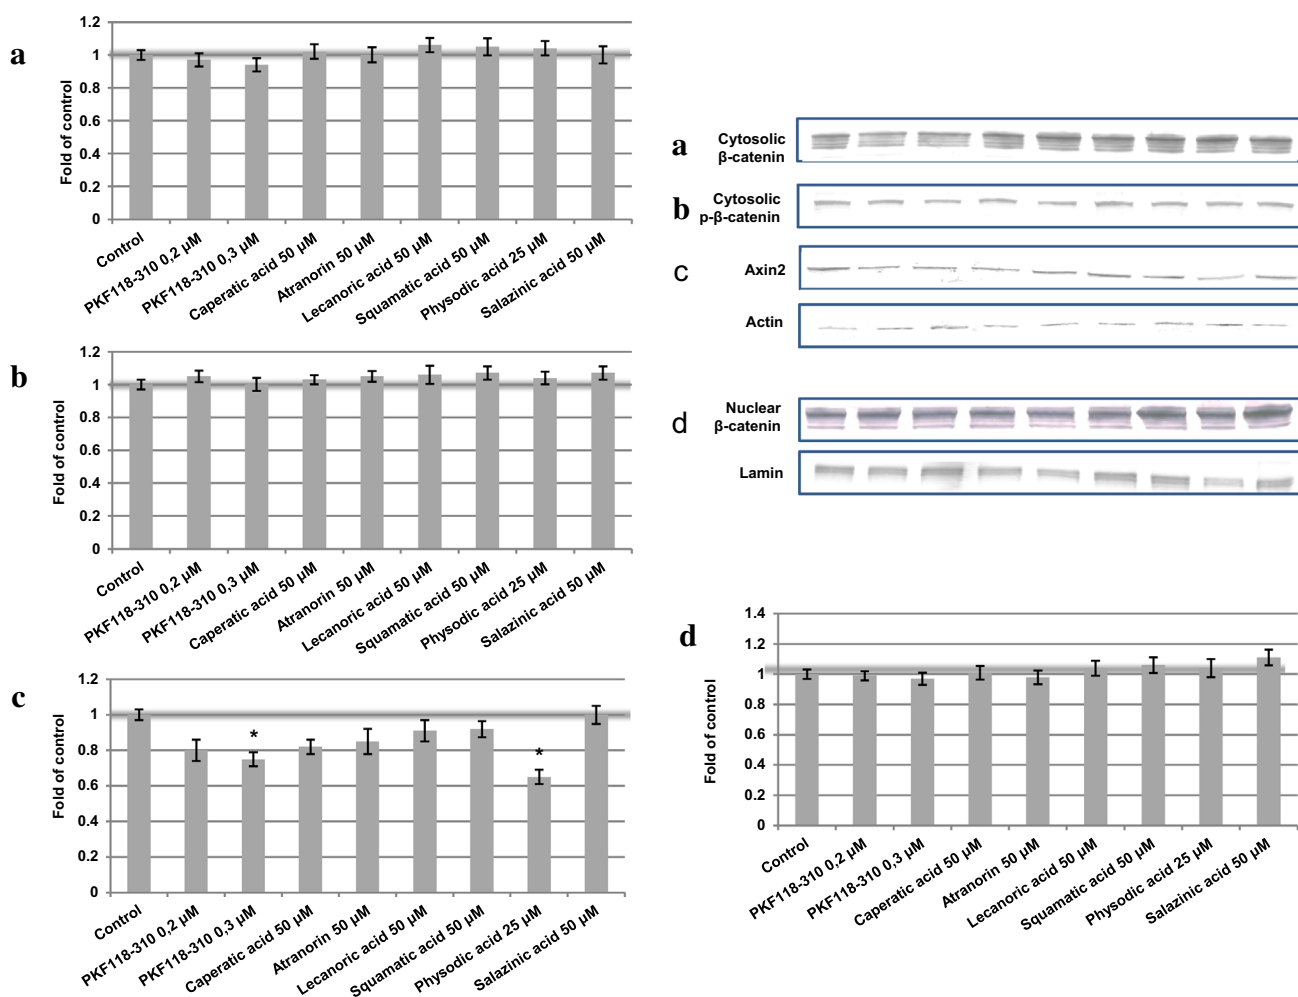 a
Fold of control
1.2
1
0.8
0.6
0.4
0.2
0
Control
PKF118-310 0,2 µM
PKF118-310 0,3 µM
Caperatic acid 50 µM
Atranorin 50 µM
Lecanoric acid 50 µM
Squamatic acid 50 µM
Physodic acid 25 µM
Salazinic acid 50 µM
b
Fold of control
1.2
1
0.8
0.6
0.4
0.2
0
Control
PKF118-310 0,2 µM
PKF118-310 0,3 µM
Caperatic acid 50 µM
Atranorin 50 µM
Lecanoric acid 50 µM
Squamatic acid 50 µM
Physodic acid 25 µM
Salazinic acid 50 µM
c
Fold of control
1.2
1
0.8
0.6
0.4
0.2
0
*
*
Control
PKF118-310 0,2 µM
PKF118-310 0,3 µM
Caperatic acid 50 µM
Atranorin 50 µM
Lecanoric acid 50 µM
Squamatic acid 50 µM
Physodic acid 25 µM
Salazinic acid 50 µM
a
Cytosolic
β-catenin
b
Cytosolic
p-β-catenin
c
Axin2
Actin
d
Nuclear
β-catenin
Lamin
d
Fold of control
1.4
1.2
1
0.8
0.6
0.4
0.2
0
Control
PKF118-310 0,2 µM
PKF118-310 0,3 µM
Caperatic acid 50 µM
Atranorin 50 µM
Lecanoric acid 50 µM
Squamatic acid 50 µM
Physodic acid 25 µM
Salazinic acid 50 µM